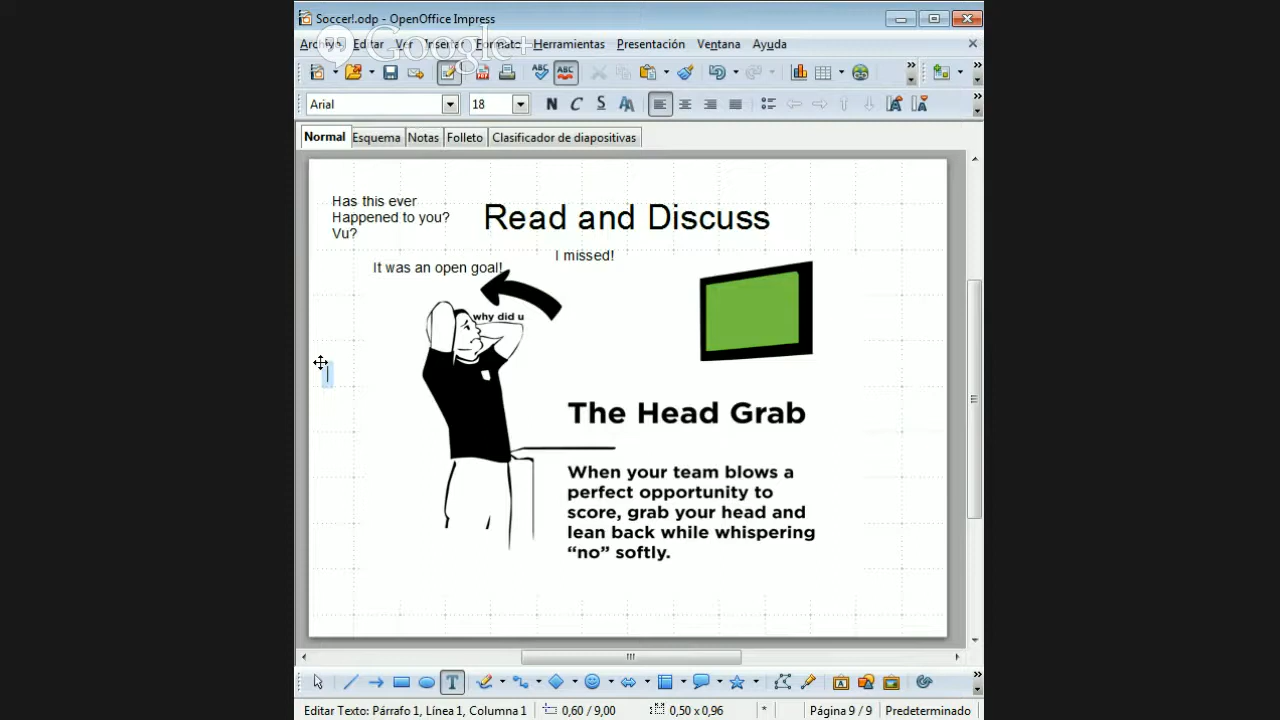 Soccer!.odp - OpenOffice Impress
Archivo Editar Ver Insertar Formato Herramientas Presentación Ventana Ayuda
Google+
Arial 18 N C S
Normal Esquema Notas Folleto Clasificador de diapositivas
Has this ever
Happened to you?
Vu?
Read and Discuss
I missed!
It was an open goal!
why did u
The Head Grab
When your team blows a
perfect opportunity to
score, grab your head and
lean back while whispering
“no” softly.
Editar Texto: Párrafo 1, Línea 1, Columna 1 0,60 / 9,00 0,50 x 0,96 * Página 9 / 9 Predeterminado